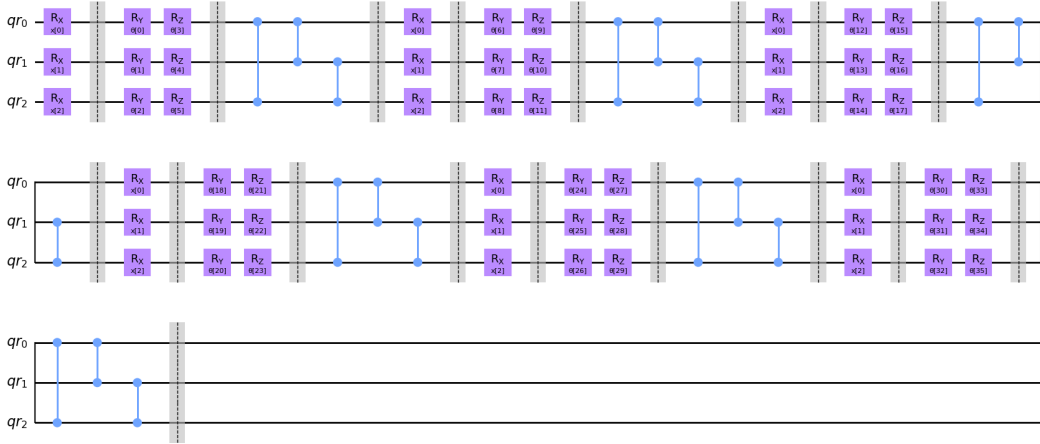 qr0 RX x[0] RY θ[0] RZ θ[3] RX x[0] RY θ[6] RZ θ[9] RX x[0] RY θ[12] RZ θ[15]
qr1 RX x[1] RY θ[1] RZ θ[4] RX x[1] RY θ[7] RZ θ[10] RX x[1] RY θ[13] RZ θ[16]
qr2 RX x[2] RY θ[2] RZ θ[5] RX x[2] RY θ[8] RZ θ[11] RX x[2] RY θ[14] RZ θ[17]
qr0 RX x[0] RY θ[18] RZ θ[21] RX x[0] RY θ[24] RZ θ[27] RX x[0] RY θ[30] RZ θ[33]
qr1 RX x[1] RY θ[19] RZ θ[22] RX x[1] RY θ[25] RZ θ[28] RX x[1] RY θ[31] RZ θ[34]
qr2 RX x[2] RY θ[20] RZ θ[23] RX x[2] RY θ[26] RZ θ[29] RX x[2] RY θ[32] RZ θ[35]
qr0
qr1
qr2